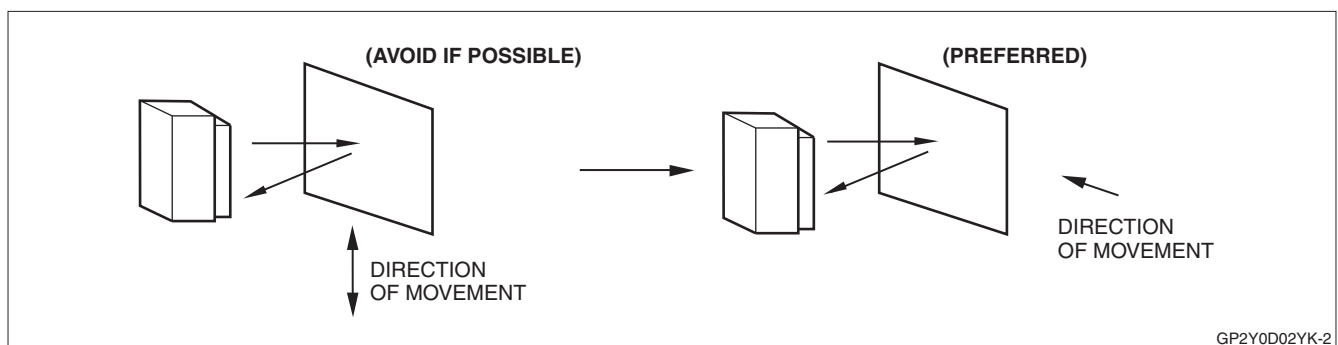 (AVOID IF POSSIBLE)
(PREFERRED)
DIRECTION
OF MOVEMENT
DIRECTION
OF MOVEMENT
GP2Y0D02YK-2